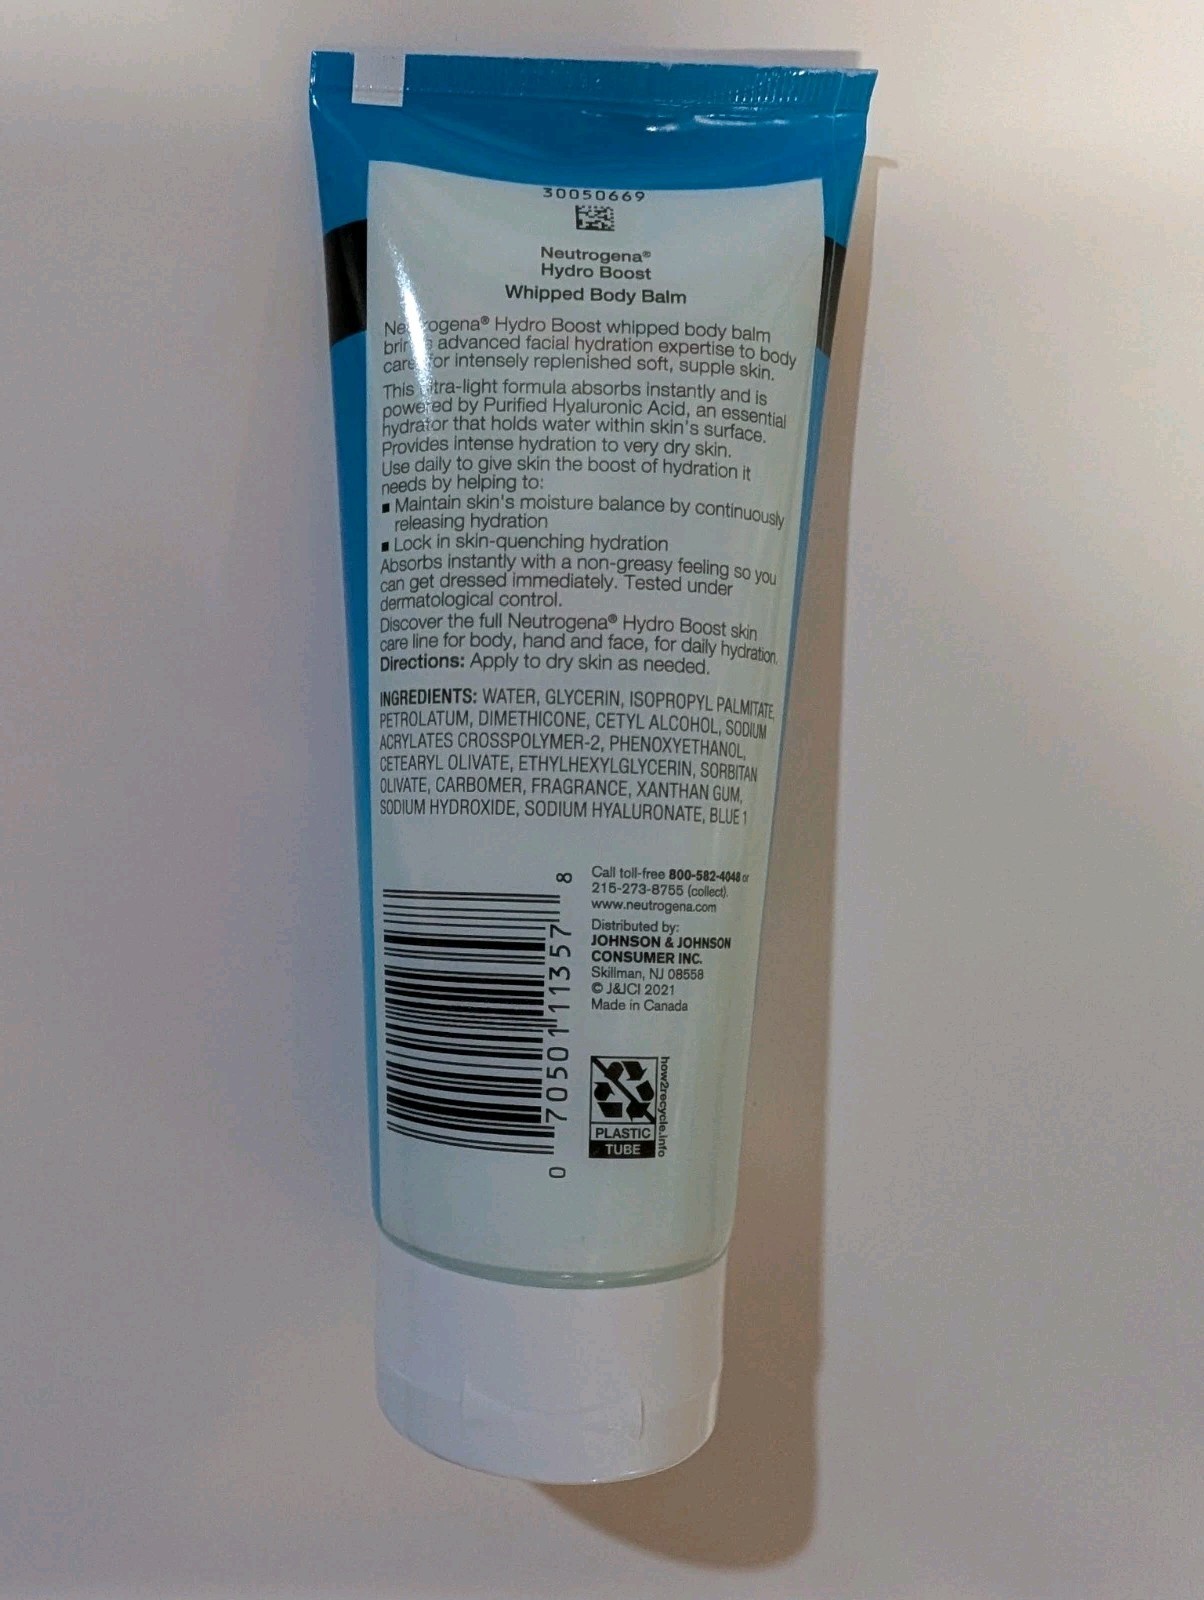 30050669
Neutrogena®
Hydro Boost
Whipped Body Balm
Neutrogena® Hydro Boost whipped body balm
brings advanced facial hydration expertise to body
care for intensely replenished soft, supple skin.
This ultra-light formula absorbs instantly and is
powered by Purified Hyaluronic Acid, an essential
hydrator that holds water within skin's surface.
Provides intense hydration to very dry skin.
Use daily to give skin the boost of hydration it
needs by helping to:
▪ Maintain skin's moisture balance by continuously
releasing hydration
▪ Lock in skin-quenching hydration
Absorbs instantly with a non-greasy feeling so you
can get dressed immediately. Tested under
dermatological control.
Discover the full Neutrogena® Hydro Boost skin
care line for body, hand and face, for daily hydration.
Directions: Apply to dry skin as needed.
INGREDIENTS: WATER, GLYCERIN, ISOPROPYL PALMITATE,
PETROLATUM, DIMETHICONE, CETYL ALCOHOL, SODIUM
ACRYLATES CROSSPOLYMER-2, PHENOXYETHANOL,
CETEARYL OLIVATE, ETHYLHEXYLGLYCERIN, SORBITAN
OLIVATE, CARBOMER, FRAGRANCE, XANTHAN GUM,
SODIUM HYDROXIDE, SODIUM HYALURONATE, BLUE 1
0 70501 11357 8
Call toll-free 800-582-4048 or
215-273-8755 (collect).
www.neutrogena.com
Distributed by:
JOHNSON & JOHNSON
CONSUMER INC.
Skillman, NJ 08558
© J&JCI 2021
Made in Canada
PLASTIC
TUBE
how2recycle.info